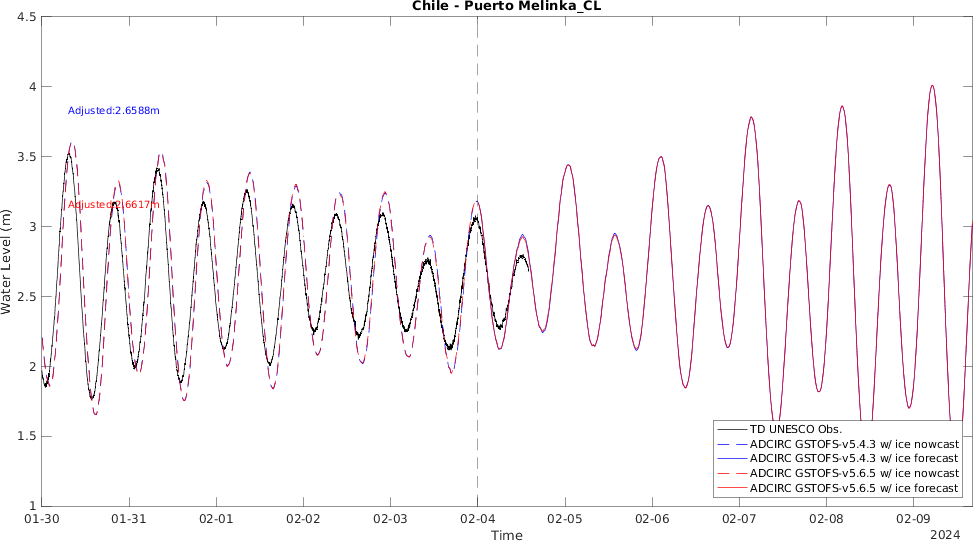 Chile - Puerto Melinka_CL
4.5
4
3.5
3
2.5
2
1.5
1
Water Level (m)
Adjusted:2.6588m
Adjusted:2.6617m
TD UNESCO Obs.
ADCIRC GSTOFS-v5.4.3 w/ ice nowcast
ADCIRC GSTOFS-v5.4.3 w/ ice forecast
ADCIRC GSTOFS-v5.6.5 w/ ice nowcast
ADCIRC GSTOFS-v5.6.5 w/ ice forecast
01-30 01-31 02-01 02-02 02-03 02-04 02-05 02-06 02-07 02-08 02-09
Time
2024